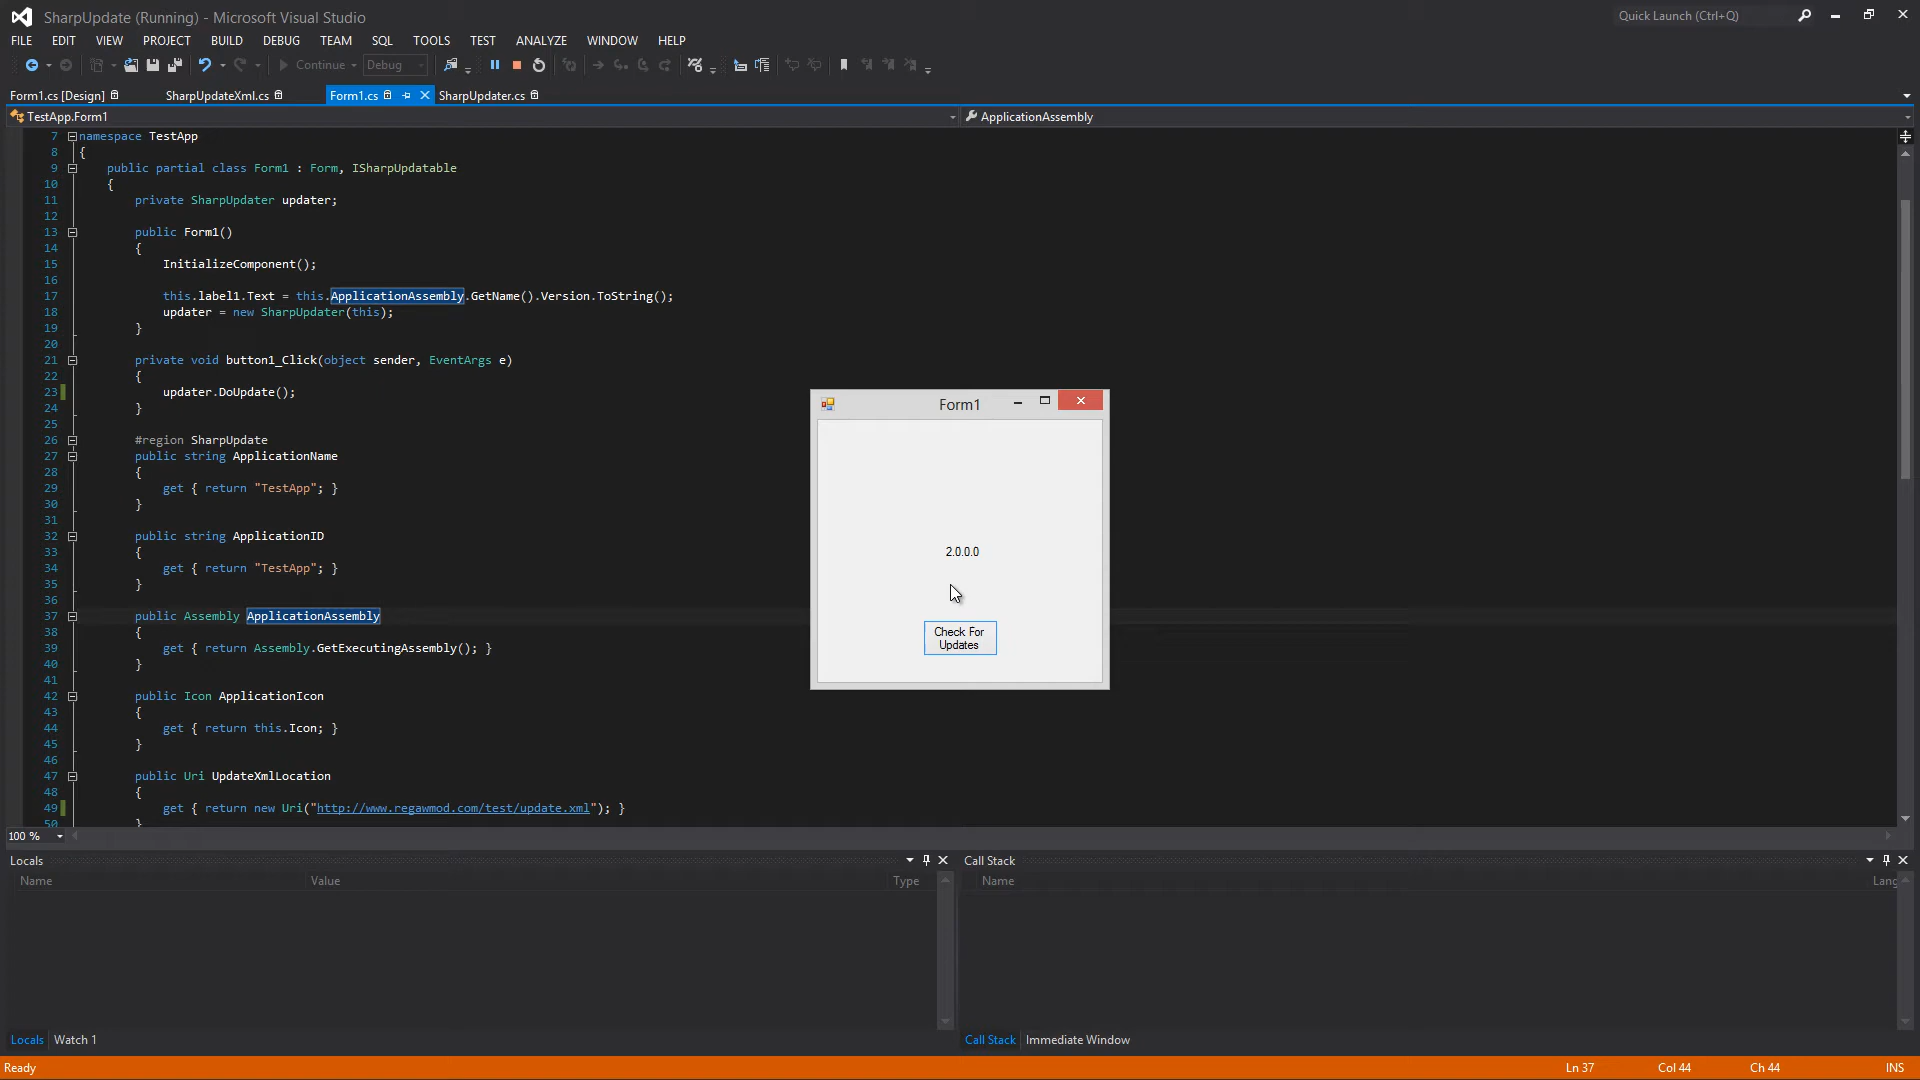 SharpUpdate (Running) - Microsoft Visual Studio
Quick Launch (Ctrl+Q)
FILE EDIT VIEW PROJECT BUILD DEBUG TEAM SQL TOOLS TEST ANALYZE WINDOW HELP
Continue Debug
Form1.cs [Design] SharpUpdateXml.cs Form1.cs SharpUpdater.cs
TestApp.Form1 ApplicationAssembly
7 namespace TestApp
8 {
9 public partial class Form1 : Form, ISharpUpdatable
10 {
11 private SharpUpdater updater;
12
13 public Form1()
14 {
15 InitializeComponent();
16
17 this.label1.Text = this.ApplicationAssembly.GetName().Version.ToString();
18 updater = new SharpUpdater(this);
19 }
20
21 private void button1_Click(object sender, EventArgs e)
22 {
23 updater.DoUpdate();
24 }
25
26 #region SharpUpdate
27 public string ApplicationName
28 {
29 get { return "TestApp"; }
30 }
31
32 public string ApplicationID
33 {
34 get { return "TestApp"; }
35 }
36
37 public Assembly ApplicationAssembly
38 {
39 get { return Assembly.GetExecutingAssembly(); }
40 }
41
42 public Icon ApplicationIcon
43 {
44 get { return this.Icon; }
45 }
46
47 public Uri UpdateXmlLocation
48 {
49 get { return new Uri("http://www.regawmod.com/test/update.xml"); }
50 }
Form1
2.0.0.0
Check For
Updates
100 %
Locals
Name Value Type
Call Stack
Name Lang
Locals Watch 1
Call Stack Immediate Window
Ready Ln 37 Col 44 Ch 44 INS